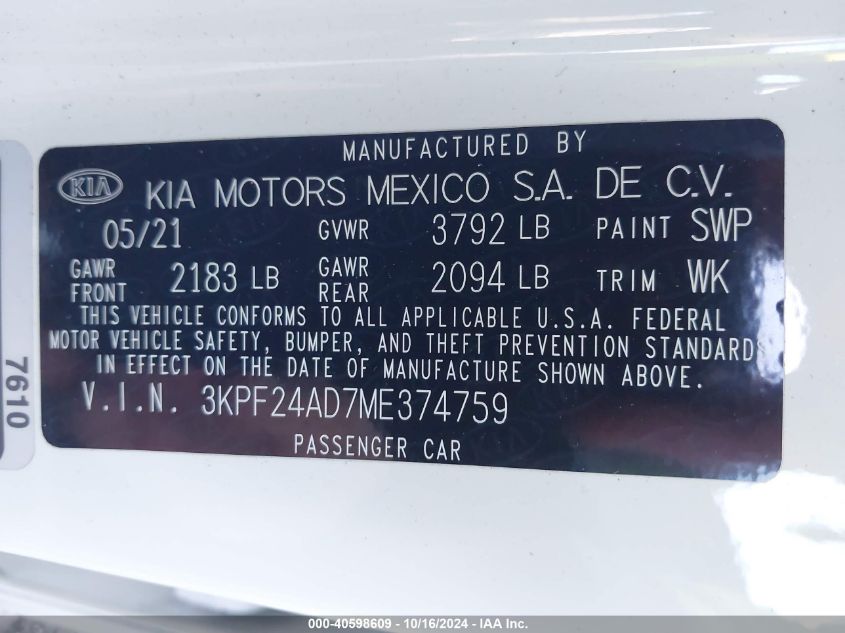 MANUFACTURED BY
KIA KIA MOTORS MEXICO S.A. DE C.V.
05/21 GVWR 3792 LB PAINT SWP
GAWR FRONT 2183 LB GAWR REAR 2094 LB TRIM WK
THIS VEHICLE CONFORMS TO ALL APPLICABLE U.S.A. FEDERAL
MOTOR VEHICLE SAFETY, BUMPER, AND THEFT PREVENTION STANDARDS
IN EFFECT ON THE DATE OF MANUFACTURE SHOWN ABOVE.
V.I.N. 3KPF24AD7ME374759
PASSENGER CAR
7610
000-40598609 - 10/16/2024 - IAA Inc.